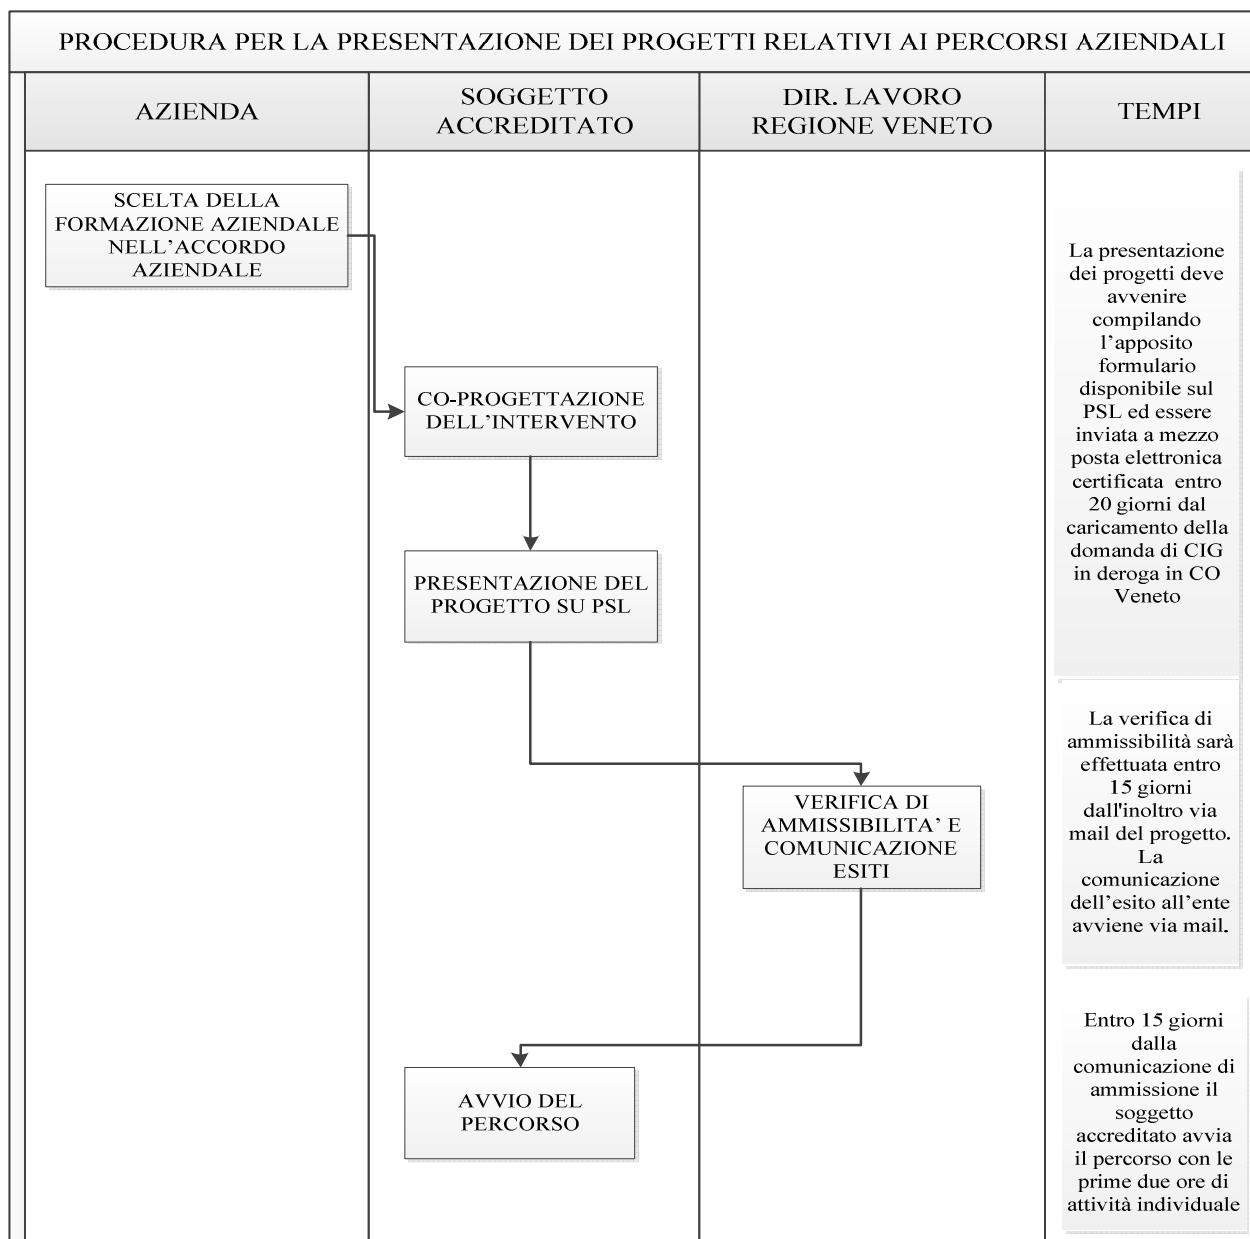 PROCEDURA PER LA PRESENTAZIONE DEI PROGETTI RELATIVI AI PERCORSI AZIENDALI
AZIENDA
SOGGETTO
ACCREDITATO
DIR. LAVORO
REGIONE VENETO
TEMPI
SCELTA DELLA
FORMAZIONE AZIENDALE
NELL’ACCORDO
AZIENDALE
CO-PROGETTAZIONE
DELL’INTERVENTO
PRESENTAZIONE DEL
PROGETTO SU PSL
VERIFICA DI
AMMISSIBILITA’ E
COMUNICAZIONE
ESITI
AVVIO DEL
PERCORSO
La presentazione
dei progetti deve
avvenire
compilando
l’apposito
formulario
disponibile sul
PSL ed essere
inviata a mezzo
posta elettronica
certificata entro
20 giorni dal
caricamento della
domanda di CIG
in deroga in CO
Veneto
La verifica di
ammissibilità sarà
effettuata entro
15 giorni
dall'inoltro via
mail del progetto.
La
comunicazione
dell’esito all’ente
avviene via mail.
Entro 15 giorni
dalla
comunicazione di
ammissione il
soggetto
accreditato avvia
il percorso con le
prime due ore di
attività individuale